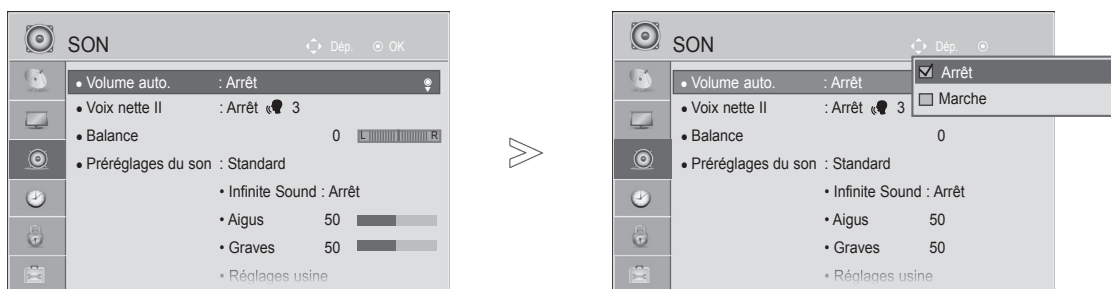 SON
Dép. OK
• Volume auto. : Arrêt
• Voix nette II : Arrêt 3
• Balance 0 L R
• Préréglages du son : Standard
• Infinite Sound : Arrêt
• Aigus 50
• Graves 50
• Réglages usine
>
SON
Dép.
• Volume auto. : Arrêt
Arrêt
Marche
• Voix nette II : Arrêt 3
• Balance 0
• Préréglages du son : Standard
• Infinite Sound : Arrêt
• Aigus 50
• Graves 50
• Réglages usine